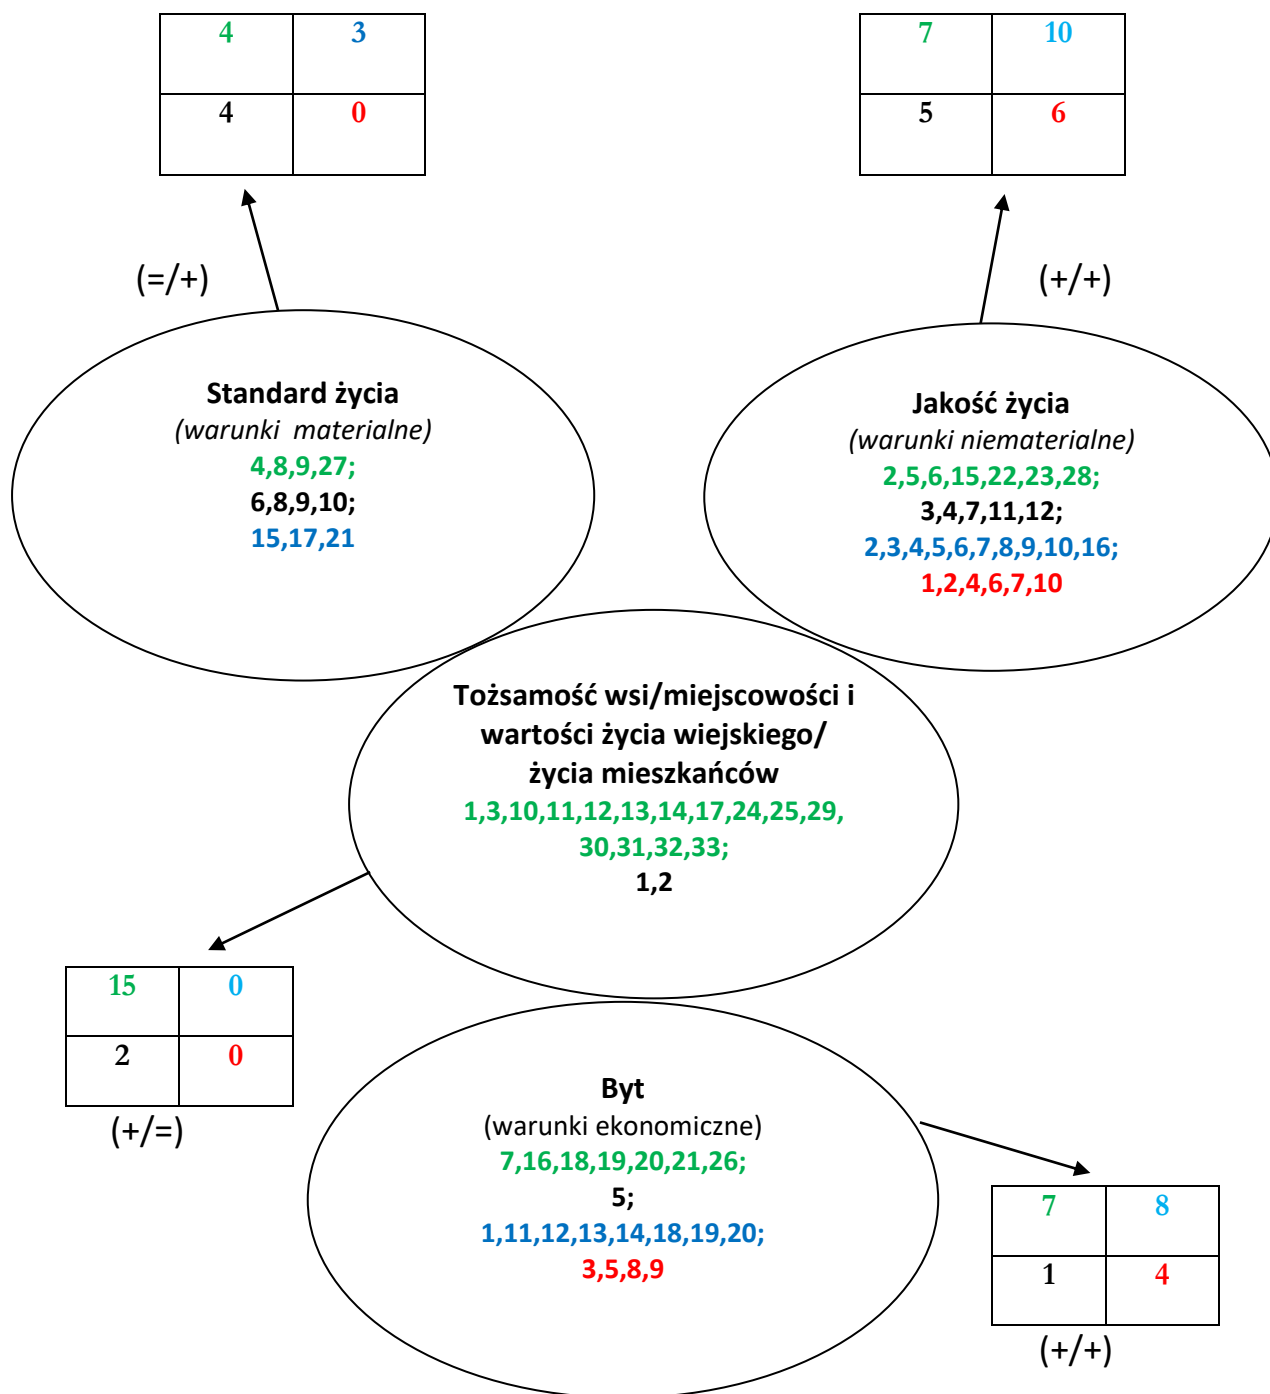 4 3
4 0
7 10
5 6
(=/+)
(+/+)
Standard życia
(warunki materialne)
4,8,9,27;
6,8,9,10;
15,17,21
Jakość życia
(warunki niematerialne)
2,5,6,15,22,23,28;
3,4,7,11,12;
2,3,4,5,6,7,8,9,10,16;
1,2,4,6,7,10
Tożsamość wsi/miejscowości i
wartości życia wiejskiego/
życia mieszkańców
1,3,10,11,12,13,14,17,24,25,29,
30,31,32,33;
1,2
15 0
2 0
(+/=)
Byt
(warunki ekonomiczne)
7,16,18,19,20,21,26;
5;
1,11,12,13,14,18,19,20;
3,5,8,9
7 8
1 4
(+/+)